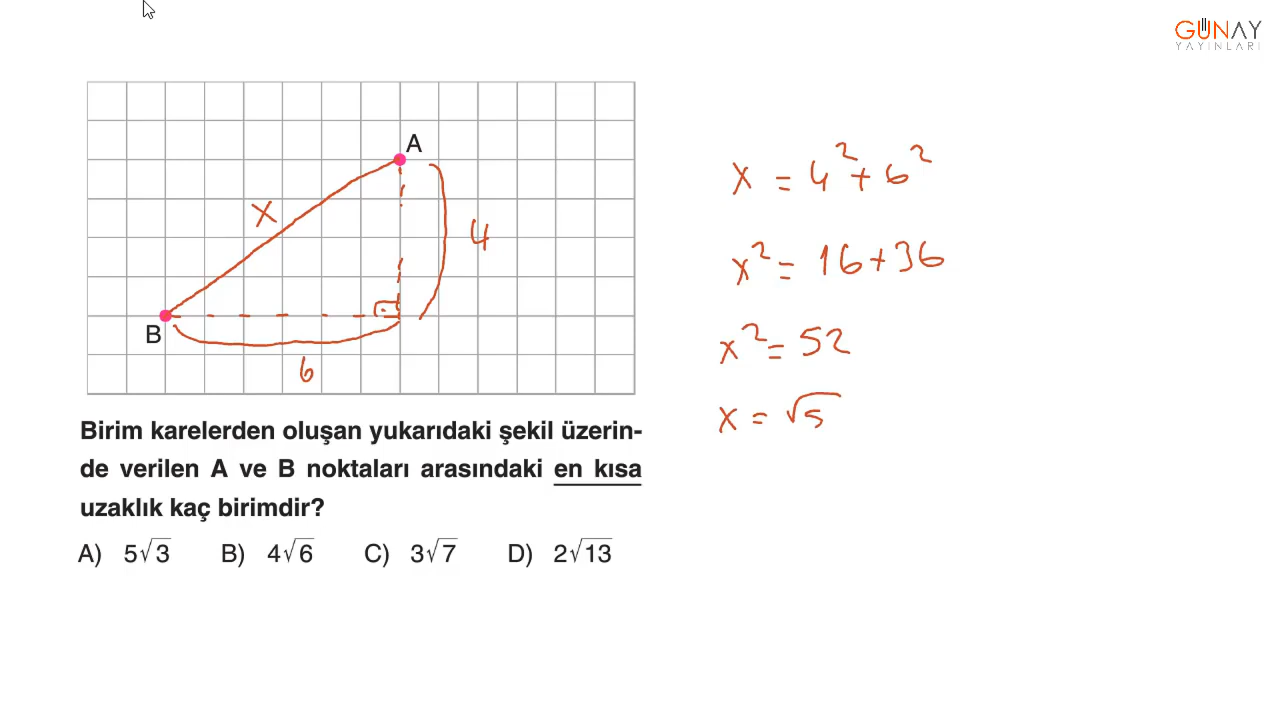 GÜNAY
YAYINLARI
A
x
4
B
6
x = 4² + 6²
x² = 16 + 36
x² = 52
x = √5
Birim karelerden oluşan yukarıdaki şekil üzerin-
de verilen A ve B noktaları arasındaki en kısa
uzaklık kaç birimdir?
A) 5√3 B) 4√6 C) 3√7 D) 2√13